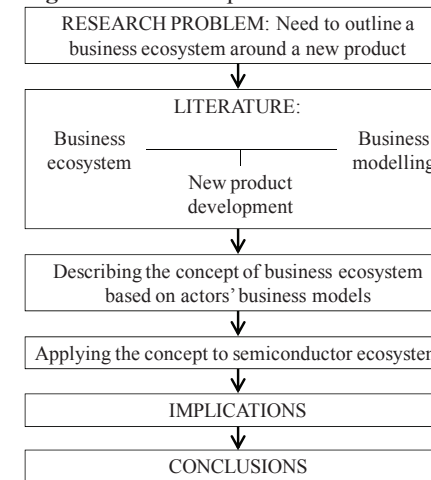 RESEARCH PROBLEM: Need to outline a
business ecosystem around a new product
LITERATURE:
Business
ecosystem
Business
modelling
New product
development
Describing the concept of business ecosystem
based on actors' business models
Applying the concept to semiconductor ecosystem
IMPLICATIONS
CONCLUSIONS